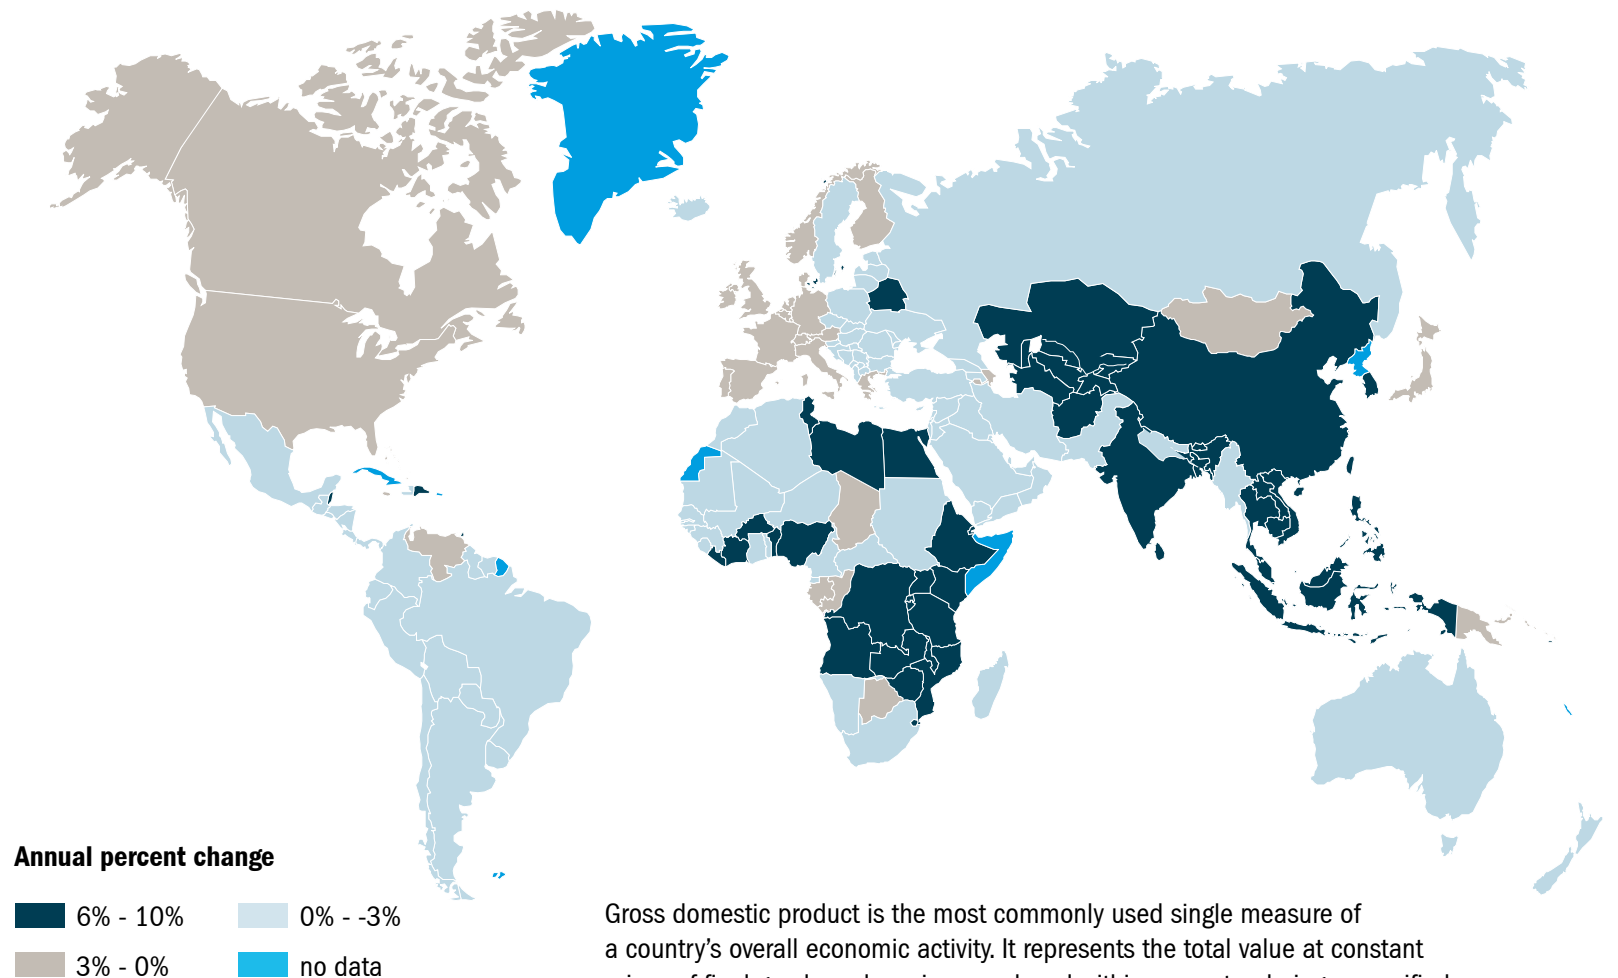 Annual percent change
6% - 10%
0% - -3%
3% - 0%
no data
Gross domestic product is the most commonly used single measure of
a country’s overall economic activity. It represents the total value at constant